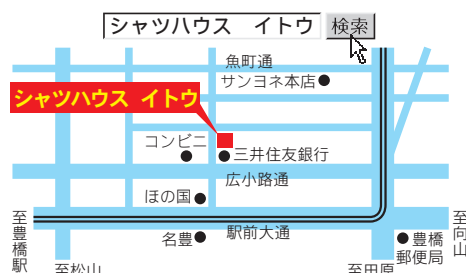 シャツハウス　イトウ 検索
魚町通
サンヨネ本店
シャツハウス イトウ
コンビニ
三井住友銀行
広小路通
ほの国
名豊
駅前大通
至豊橋駅
至松山
至田原
豊橋
郵便局
至向山